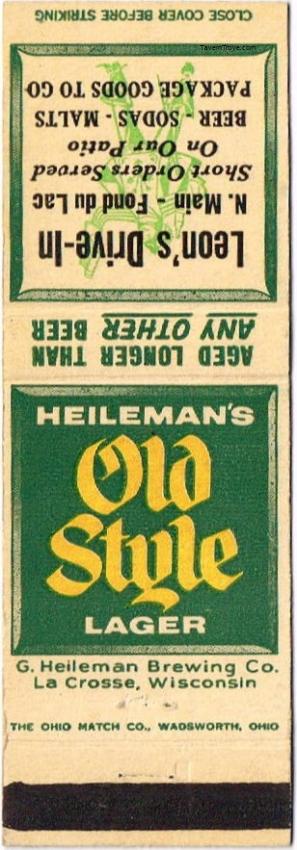 CLOSE COVER BEFORE STRIKING
TavernTrove.com
Leon's Drive-In
N. Main - Fond du Lac
Short Orders Served
On Our Patio
BEER - SODAS - MALTS
PACKAGE GOODS TO GO
AGED LONGER THAN
ANY OTHER BEER
HEILEMAN'S
Old
Style
LAGER
G. Heileman Brewing Co.
La Crosse, Wisconsin
THE OHIO MATCH CO., WADSWORTH, OHIO